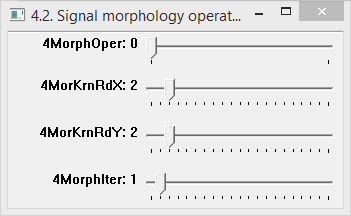 4.2. Signal morphology operat...
4MorphOper: 0
4MorKrnRdX: 2
4MorKrnRdY: 2
4MorphIter: 1